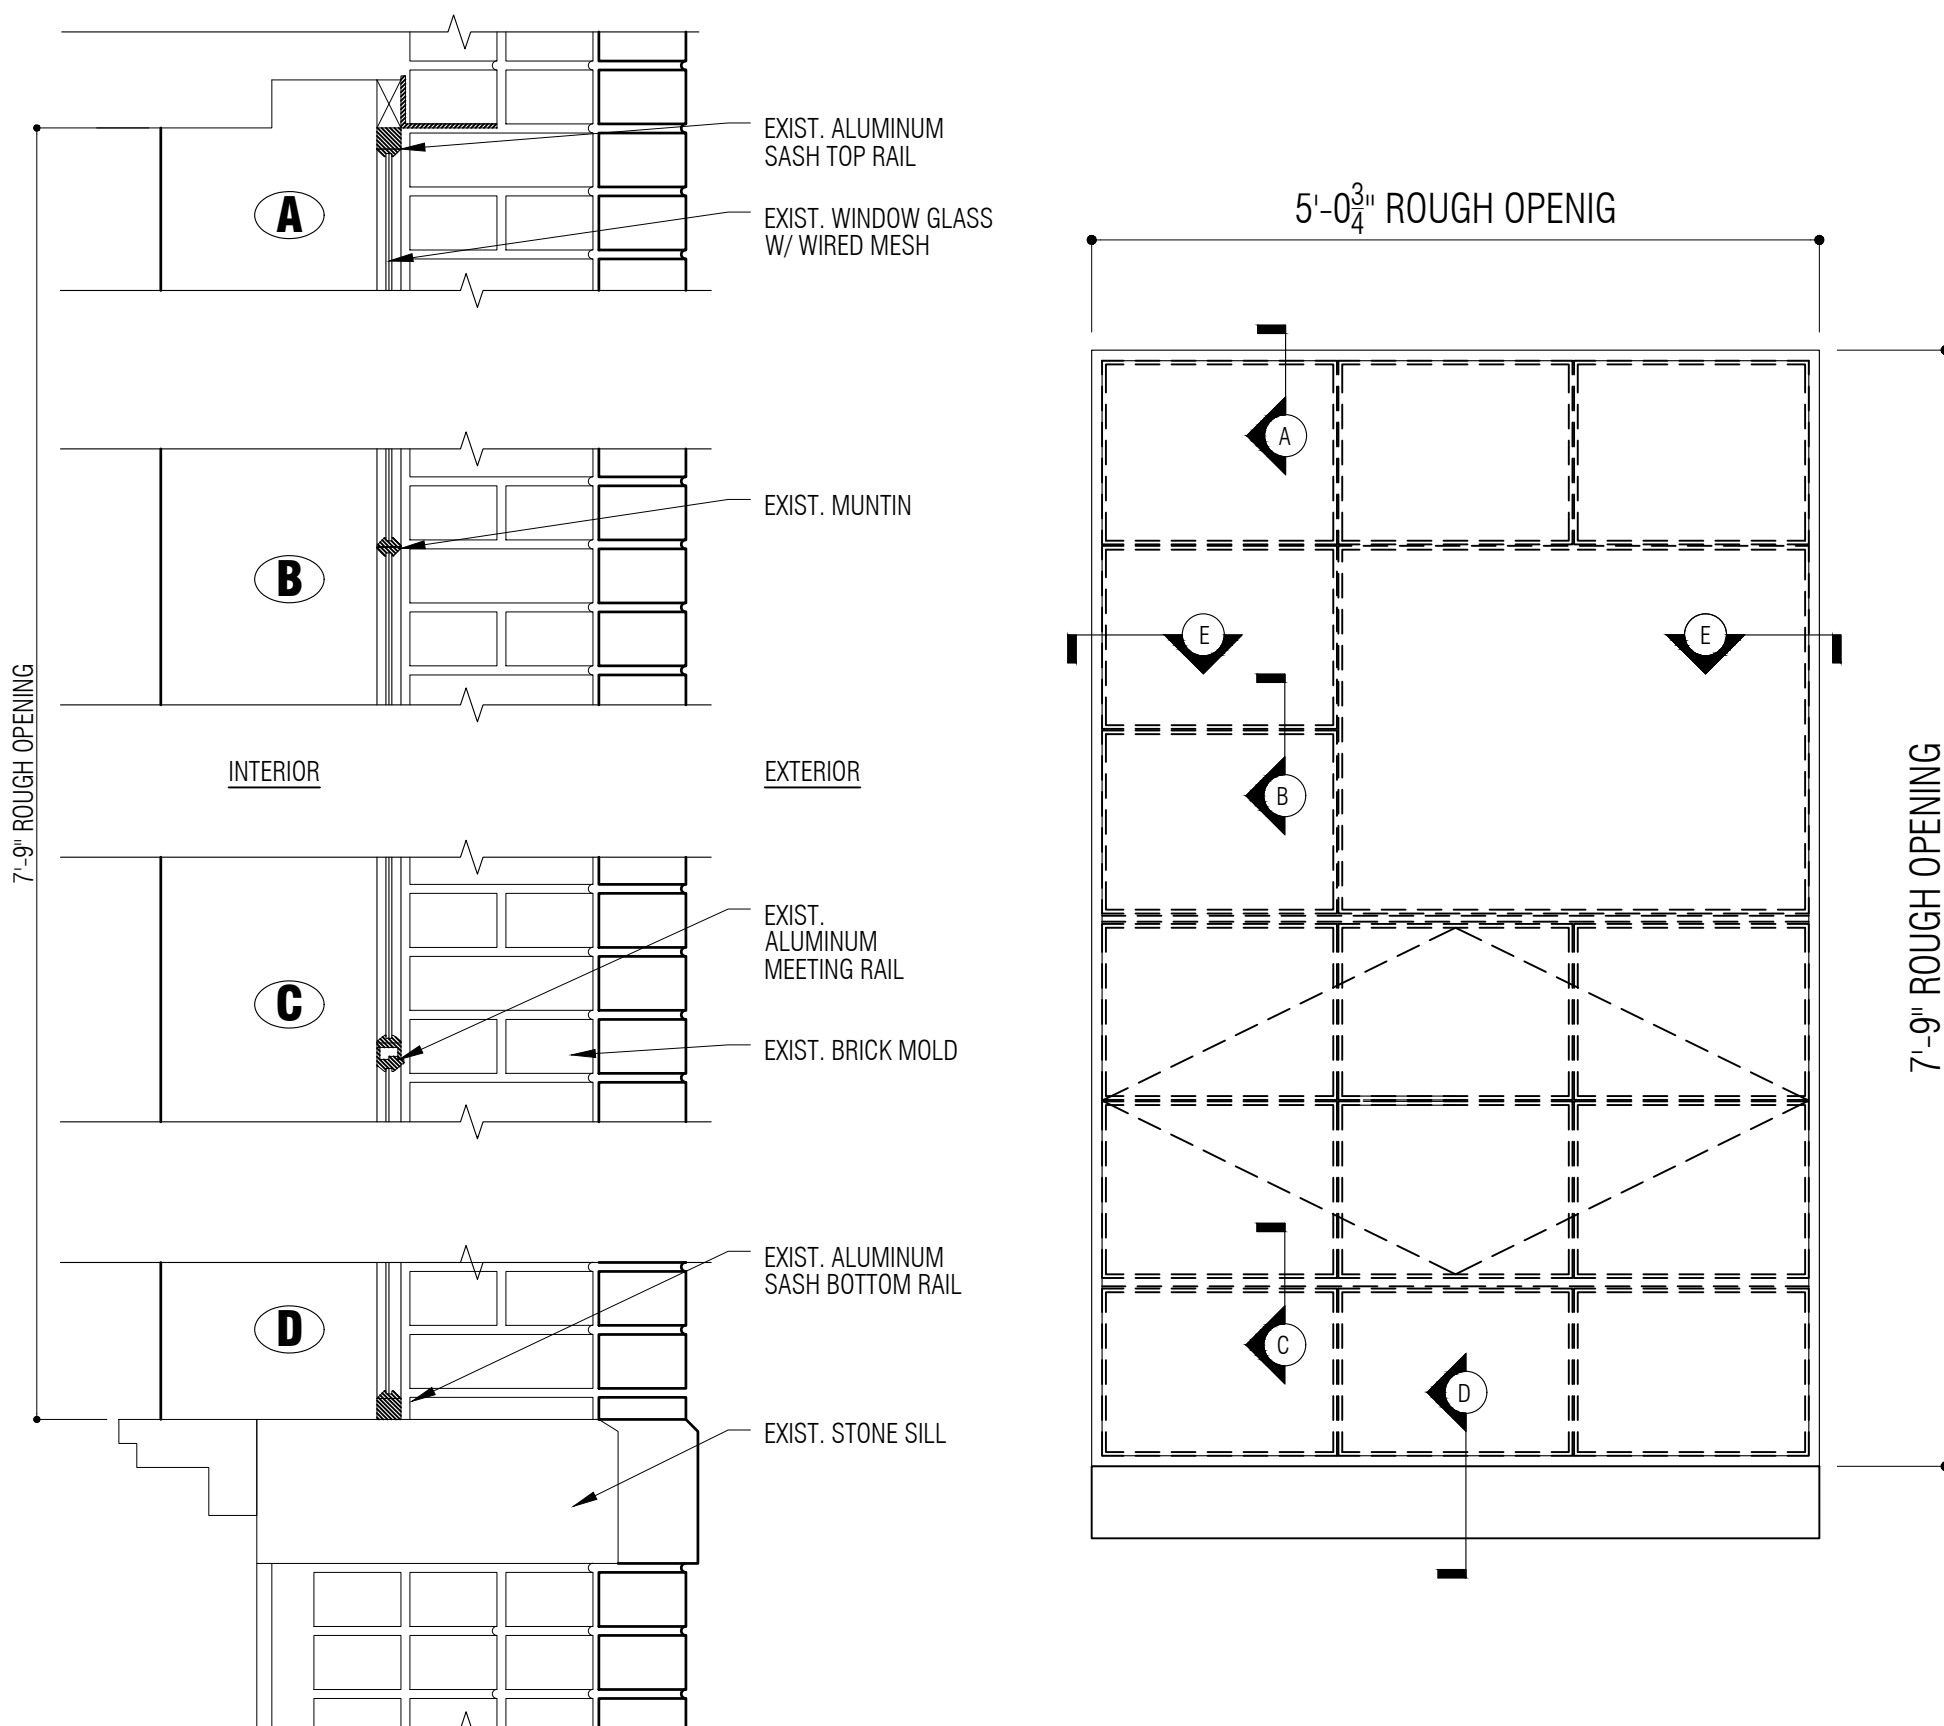 EXIST. ALUMINUM
SASH TOP RAIL
A
EXIST. WINDOW GLASS
W/ WIRED MESH
B
EXIST. MUNTIN
7'-9" ROUGH OPENING
INTERIOR
EXTERIOR
C
EXIST.
ALUMINUM
MEETING RAIL
EXIST. BRICK MOLD
D
EXIST. ALUMINUM
SASH BOTTOM RAIL
EXIST. STONE SILL
5'-0 3/4" ROUGH OPENIG
A
E
E
B
7'-9" ROUGH OPENING
C
D